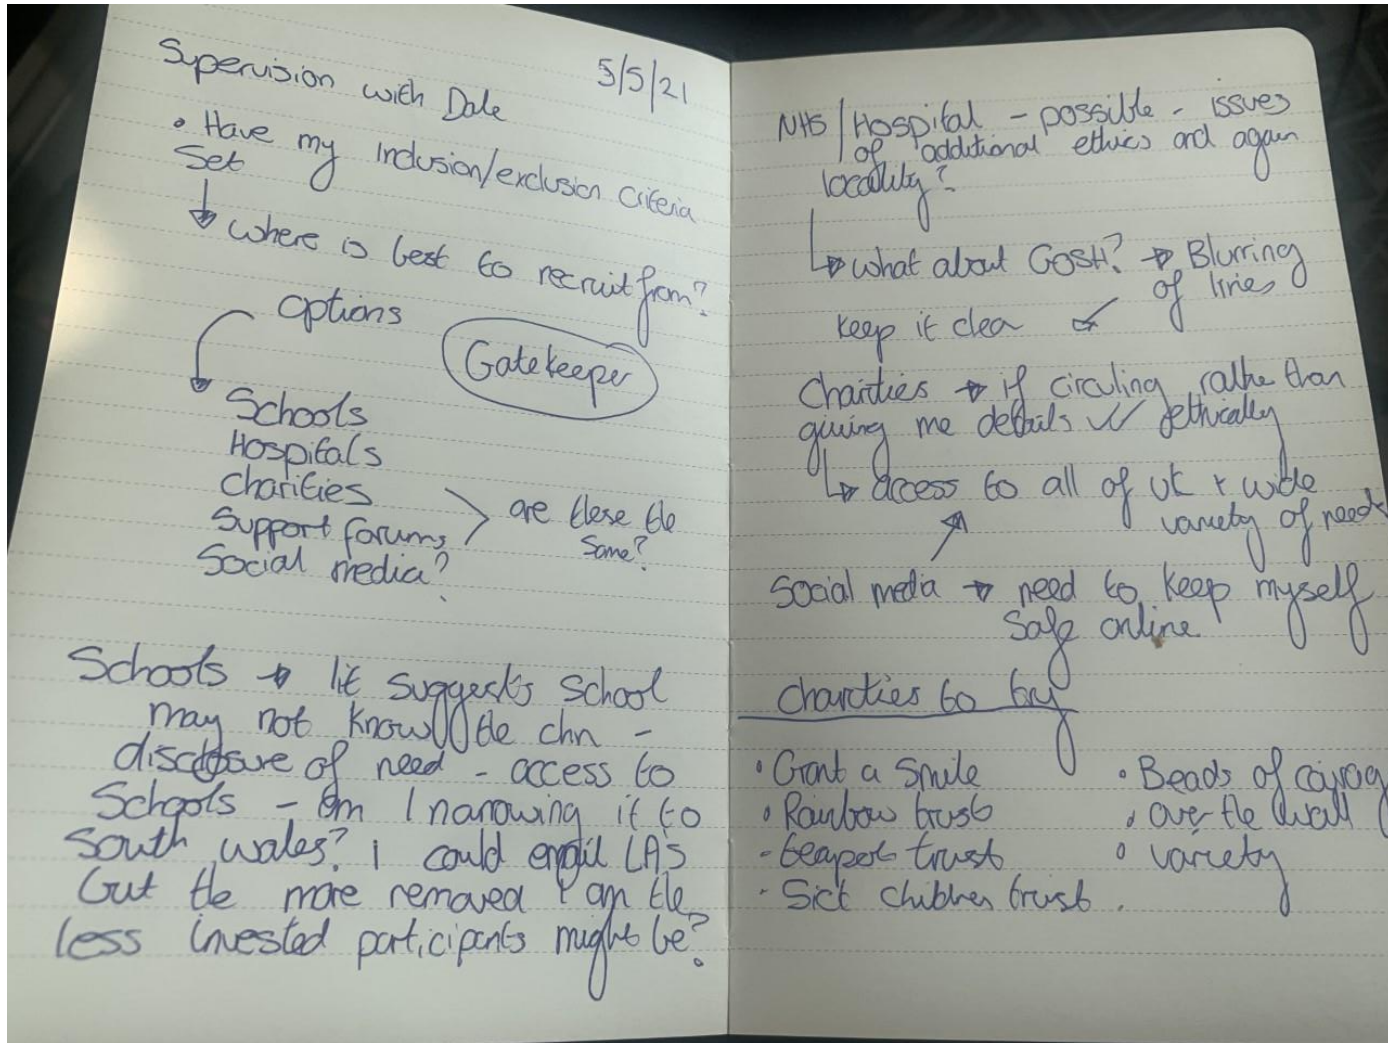 Supervision with Dale
5/5/21
• Have my inclusion/exclusion criteria
set
where is best to recruit from?
options
Gatekeeper
Schools
Hospitals
Charities
Support forums
Social media?
are these the
same?
Schools → lit suggests school
may not know the chn -
disclosure of need - access to
Schools - am I narrowing it to
South wales? i could email LAS
but the more removed I am the
less invested participants might be?
NHS / Hospital - possible - issues
of additional ethics and again
locality?
↳ what about GOSH? → Blurring
of lines
keep it clea ↙
Charities → if circuling rathe than
giving me details ✓✓ ethically
↳ access to all of UK + wide
variety of needs
Social media → need to keep myself
safe online
charities to try
• Grant a Smile
• Rainbow trust
- teapot trust
• Sick children trust.
• Beads of courag
• over the wall
• variety